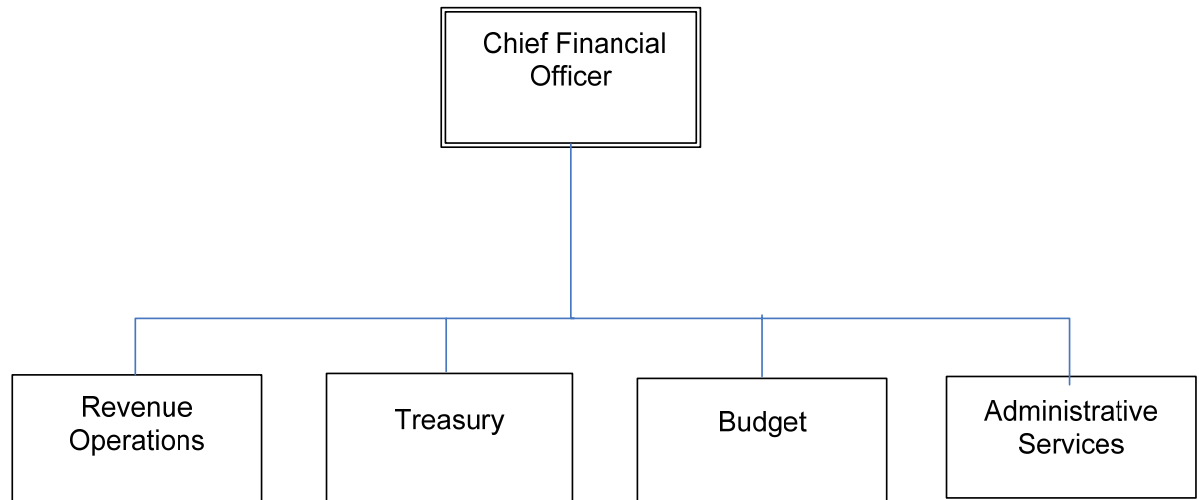 Chief Financial
Officer
Revenue
Operations
Treasury
Budget
Administrative
Services